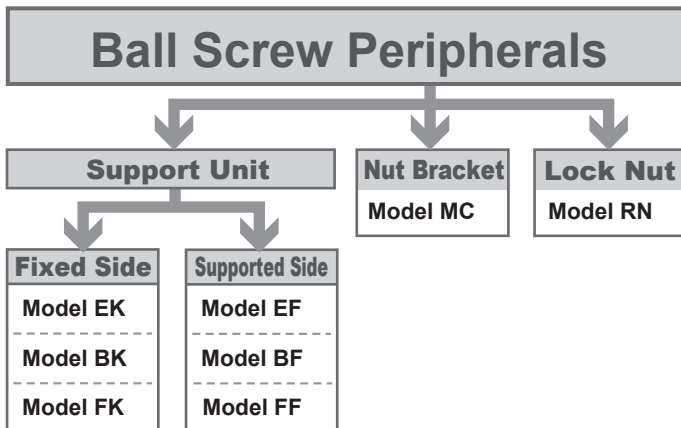 Ball Screw Peripherals
Support Unit
Nut Bracket
Model MC
Lock Nut
Model RN
Fixed Side
Model EK
Model BK
Model FK
Supported Side
Model EF
Model BF
Model FF